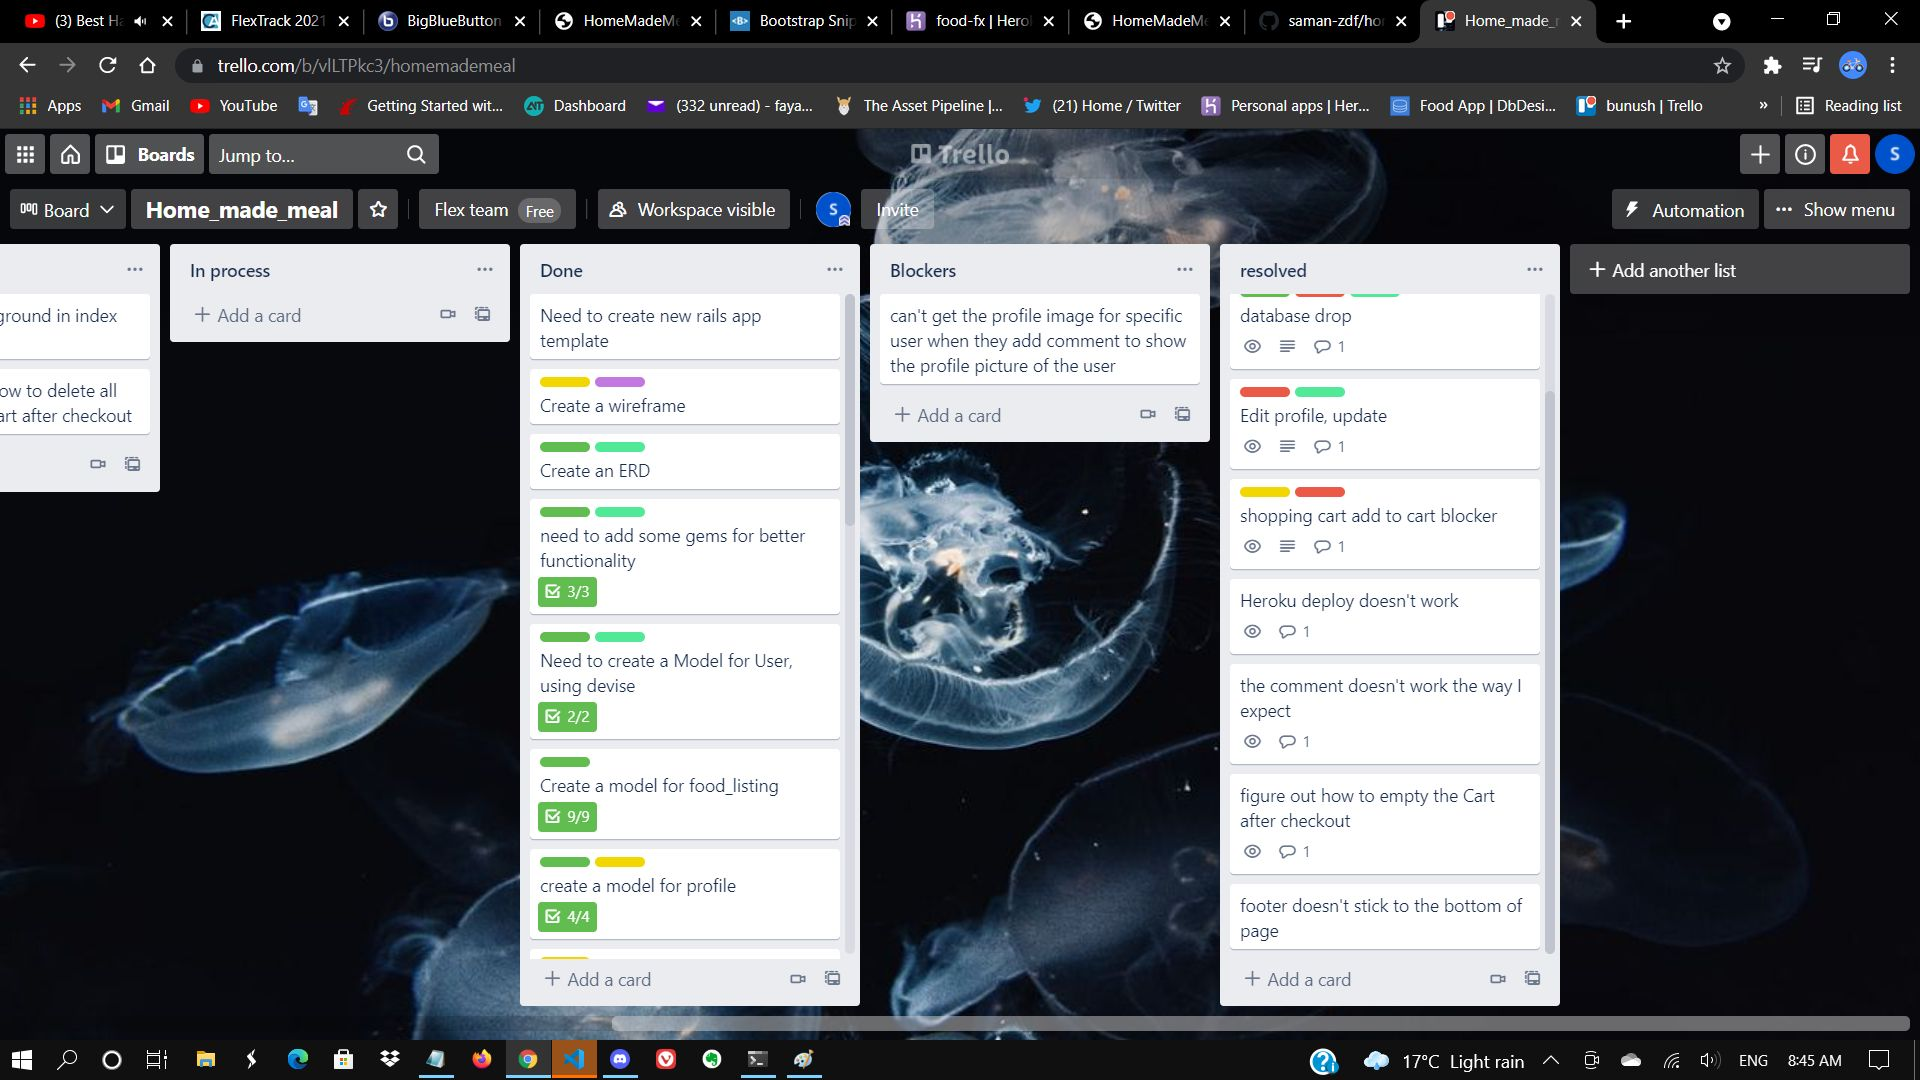 (3) Best Ha
FlexTrack 2021
BigBlueButton
HomeMadeMe
Bootstrap Snip
food-fx | Herok
HomeMadeMe
saman-zdf/hom
Home_made_m
trello.com/b/vlLTPkc3/homemademeal
Apps
Gmail
YouTube
Getting Started wit...
Dashboard
(332 unread) - faya...
The Asset Pipeline |...
(21) Home / Twitter
Personal apps | Her...
Food App | DbDesi...
bunush | Trello
»
Reading list
Boards
Jump to...
Trello
S
Board
Home_made_meal
Flex team Free
Workspace visible
S
Invite
Automation
Show menu
ground in index
ow to delete all
art after checkout
In process
+ Add a card
Done
Need to create new rails app
template
Create a wireframe
Create an ERD
need to add some gems for better
functionality
3/3
Need to create a Model for User,
using devise
2/2
Create a model for food_listing
9/9
create a model for profile
4/4
+ Add a card
Blockers
can't get the profile image for specific
user when they add comment to show
the profile picture of the user
+ Add a card
resolved
database drop
1
Edit profile, update
1
shopping cart add to cart blocker
1
Heroku deploy doesn't work
1
the comment doesn't work the way I
expect
1
figure out how to empty the Cart
after checkout
1
footer doesn't stick to the bottom of
page
+ Add a card
+ Add another list
17°C Light rain
ENG
8:45 AM